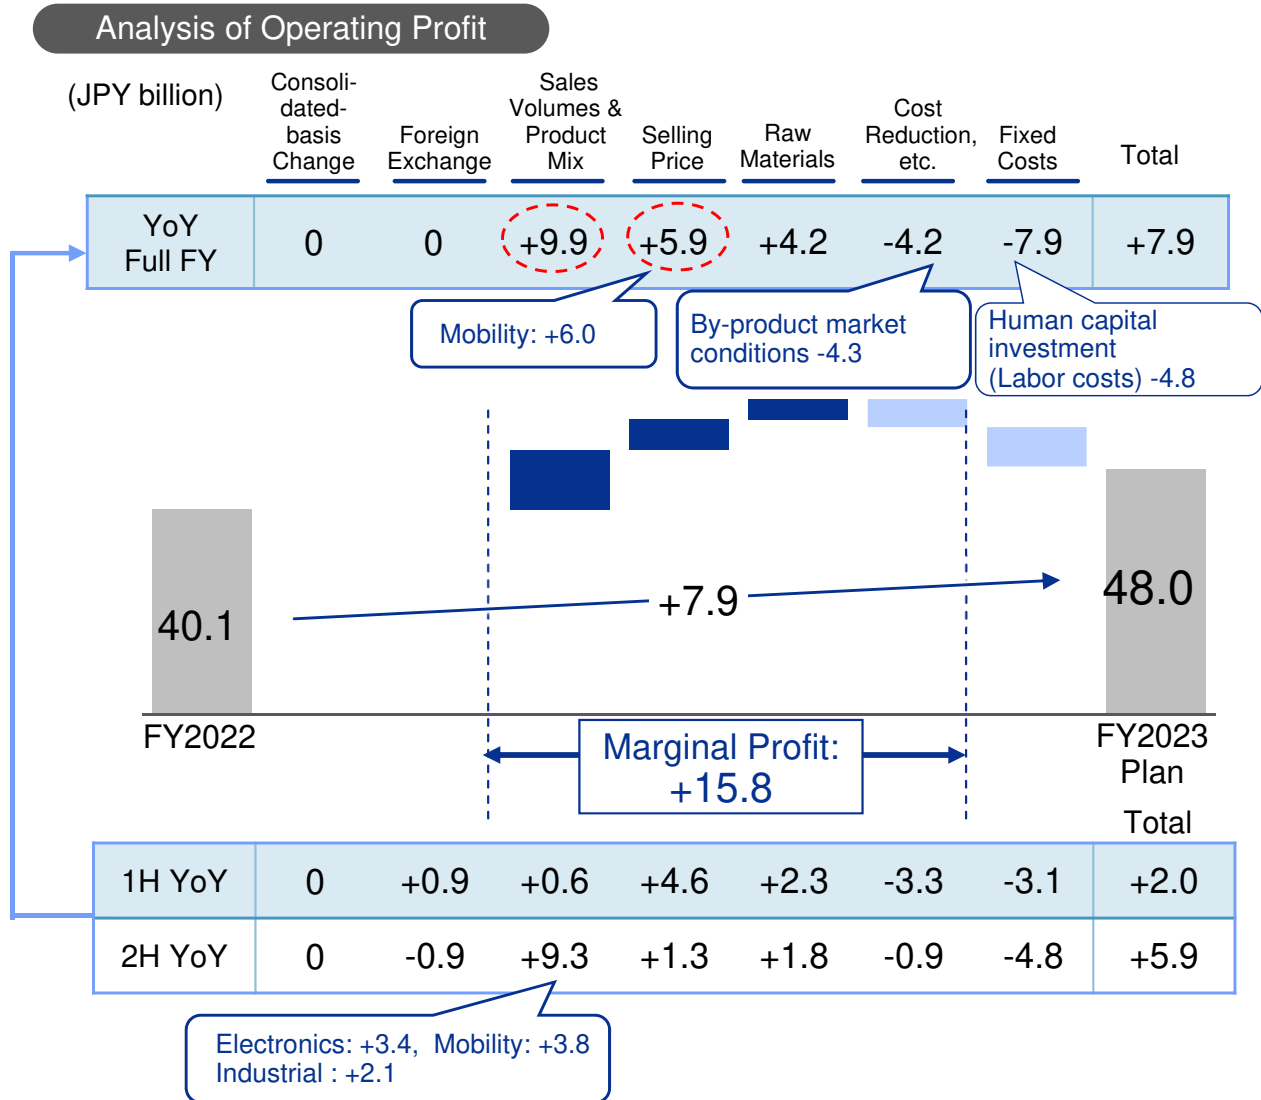 Analysis of Operating Profit
(JPY billion)
Consoli-
dated-
basis
Change
Foreign
Exchange
Sales
Volumes &
Product
Mix
Selling
Price
Raw
Materials
Cost
Reduction,
etc.
Fixed
Costs
Total
YoY
Full FY
0
0
+9.9
+5.9
+4.2
-4.2
-7.9
+7.9
Mobility: +6.0
By-product market
conditions -4.3
Human capital
investment
(Labor costs) -4.8
40.1
+7.9
48.0
FY2022
FY2023
Plan
Marginal Profit:
+15.8
Total
1H YoY 0 +0.9 +0.6 +4.6 +2.3 -3.3 -3.1 +2.0
2H YoY 0 -0.9 +9.3 +1.3 +1.8 -0.9 -4.8 +5.9
Electronics: +3.4, Mobility: +3.8
Industrial : +2.1